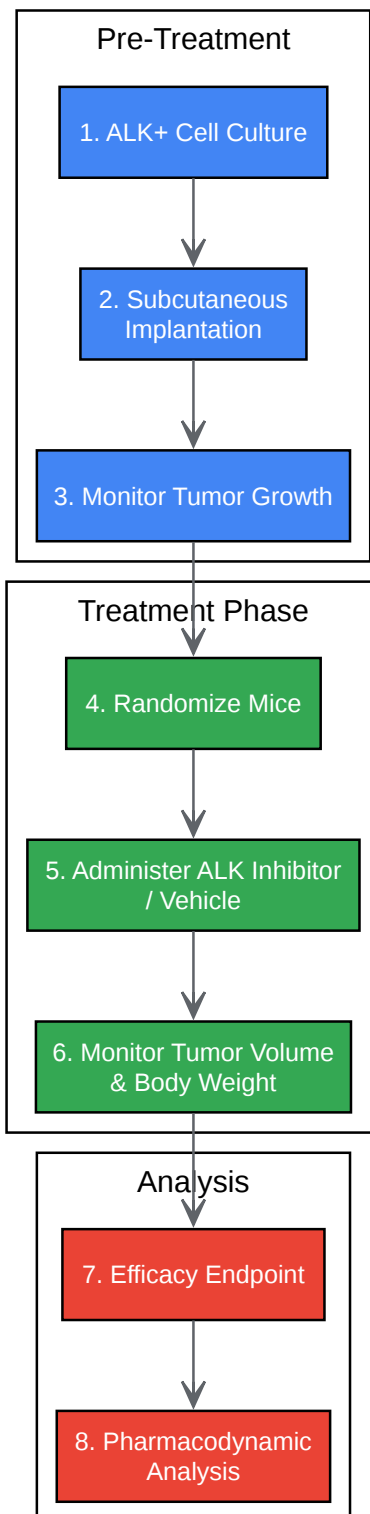 Pre-Treatment
1. ALK+ Cell Culture
2. Subcutaneous
Implantation
3. Monitor Tumor Growth
Treatment Phase
4. Randomize Mice
5. Administer ALK Inhibitor
/ Vehicle
6. Monitor Tumor Volume
& Body Weight
Analysis
7. Efficacy Endpoint
8. Pharmacodynamic
Analysis